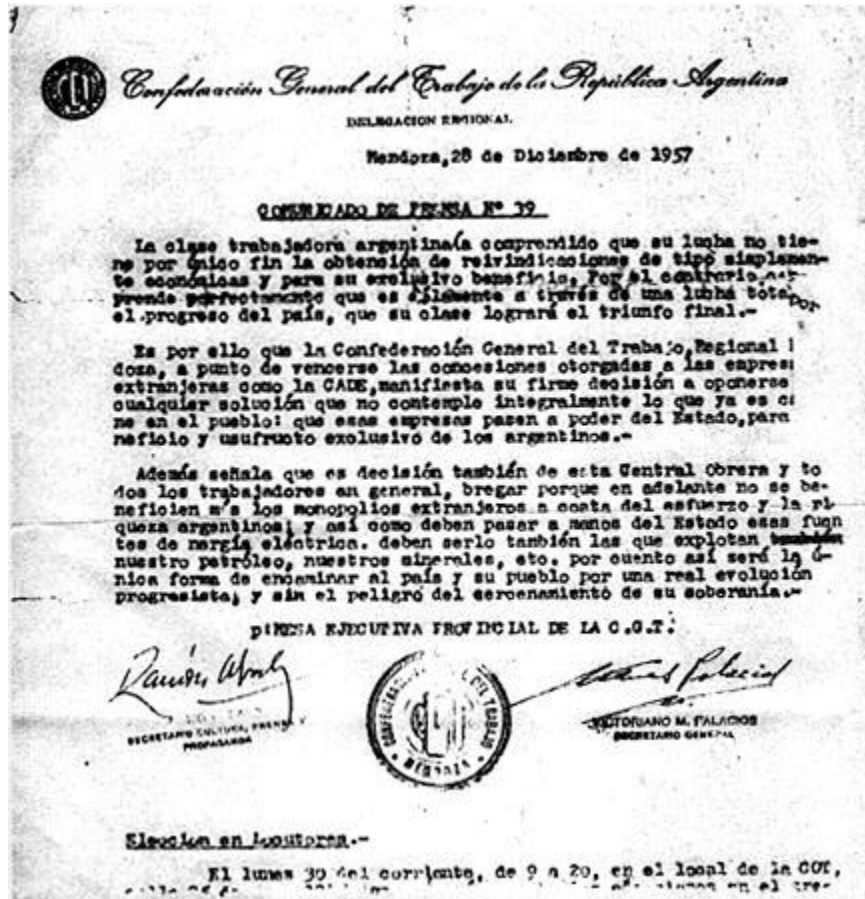 Confederación General del Trabajo de la República Argentina
DELEGACION REGIONAL
Mendoza, 28 de Diciembre de 1957
COMUNICADO DE PRENSA Nº 39
La clase trabajadora argentina ha comprendido que su lucha no tie-
ne por único fin la obtención de reivindicaciones de tipo simplamen-
te económicas y para su exclusivo beneficio. Por el contrario
prende perfectamente que es sólamente a través de una lucha tota por
el progreso del país, que su clase logrará el triunfo final.-
Es por ello que la Confederación General del Trabajo, Regional
doza, a punto de vencerse las concesiones otorgadas a las empres
extranjeras como la CADE, manifiesta su firme decisión a oponerse
cualquier solución que no contemple integralmente lo que ya es
ne en el pueblo: que esas empresas pasen a poder del Estado, para
neficio y usufructo exclusivo de los argentinos.-
Además señala que es decisión también de esta Central Obrera y to
dos los trabajadores en general, bregar porque en adelante no se be-
neficien más los monopolios extranjeros a costa del esfuerzo y la ri
queza argentinos; y así como deben pasar a manos del Estado esas fuen
tes de nergía eléctrica. deben serlo también las que explotan
nuestro petróleo, nuestros minerales, etc. por cuento así será la ú-
nica forma de encaminar al país y su pueblo por una real evolución
progresista; y sin el peligro del cercenamiento de su soberanía.-
p/MESA EJECUTIVA PROVINCIAL DE LA C.G.T.
Ramón
SECRETARIO CULTURA, PRENSA Y
PROPAGANDA
DEL TRABAJO
MENDOZA
Palacios
VICTORIANO M. PALACIOS
SECRETARIO GENERAL
Eleccion en Locutores.-
El lunes 30 del corriente, de 9 a 20, en el local de la CGT,